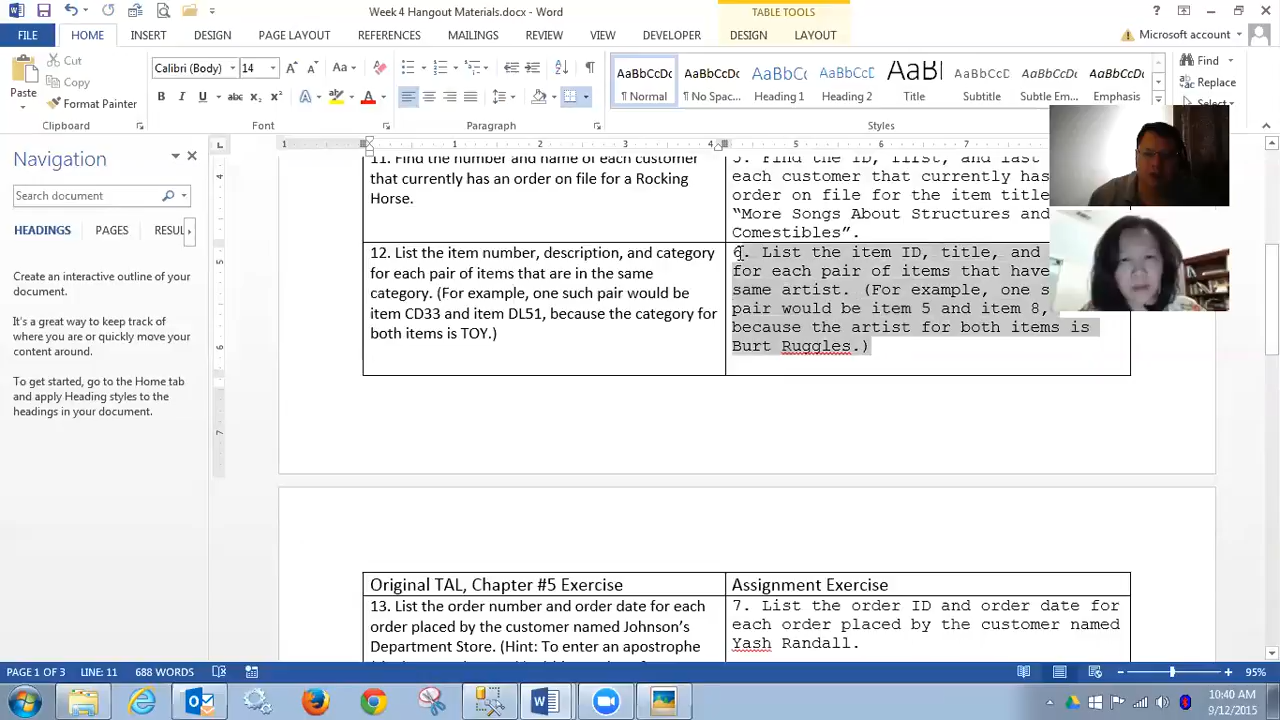 Week 4 Hangout Materials.docx - Word
TABLE TOOLS
FILE
HOME
INSERT
DESIGN
PAGE LAYOUT
REFERENCES
MAILINGS
REVIEW
VIEW
DEVELOPER
DESIGN
LAYOUT
Microsoft account
Cut
Copy
Format Painter
Paste
Clipboard
Calibri (Body)
14
Font
Paragraph
AaBbCcDc
¶ Normal
AaBbCcDc
¶ No Spac...
AaBbCc
Heading 1
AaBbCcD
Heading 2
AaBl
Title
AaBbCcD
Subtitle
AaBbCcDc
Subtle Em...
AaBbCcDc
Emphasis
Styles
Find
Replace
Select
Navigation
Search document
HEADINGS
PAGES
RESUL
Create an interactive outline of your
document.
It's a great way to keep track of
where you are or quickly move your
content around.
To get started, go to the Home tab
and apply Heading styles to the
headings in your document.
11. Find the number and name of each customer
that currently has an order on file for a Rocking
Horse.
5. Find the ID, first, and last
each customer that currently has
order on file for the item title
“More Songs About Structures and
Comestibles”.
12. List the item number, description, and category
for each pair of items that are in the same
category. (For example, one such pair would be
item CD33 and item DL51, because the category for
both items is TOY.)
6. List the item ID, title, and
for each pair of items that have
same artist. (For example, one s
pair would be item 5 and item 8,
because the artist for both items is
Burt Ruggles.)
Original TAL, Chapter #5 Exercise
Assignment Exercise
13. List the order number and order date for each
order placed by the customer named Johnson's
Department Store. (Hint: To enter an apostrophe
7. List the order ID and order date for
each order placed by the customer named
Yash Randall.
PAGE 1 OF 3
LINE: 11
688 WORDS
95%
10:40 AM
9/12/2015